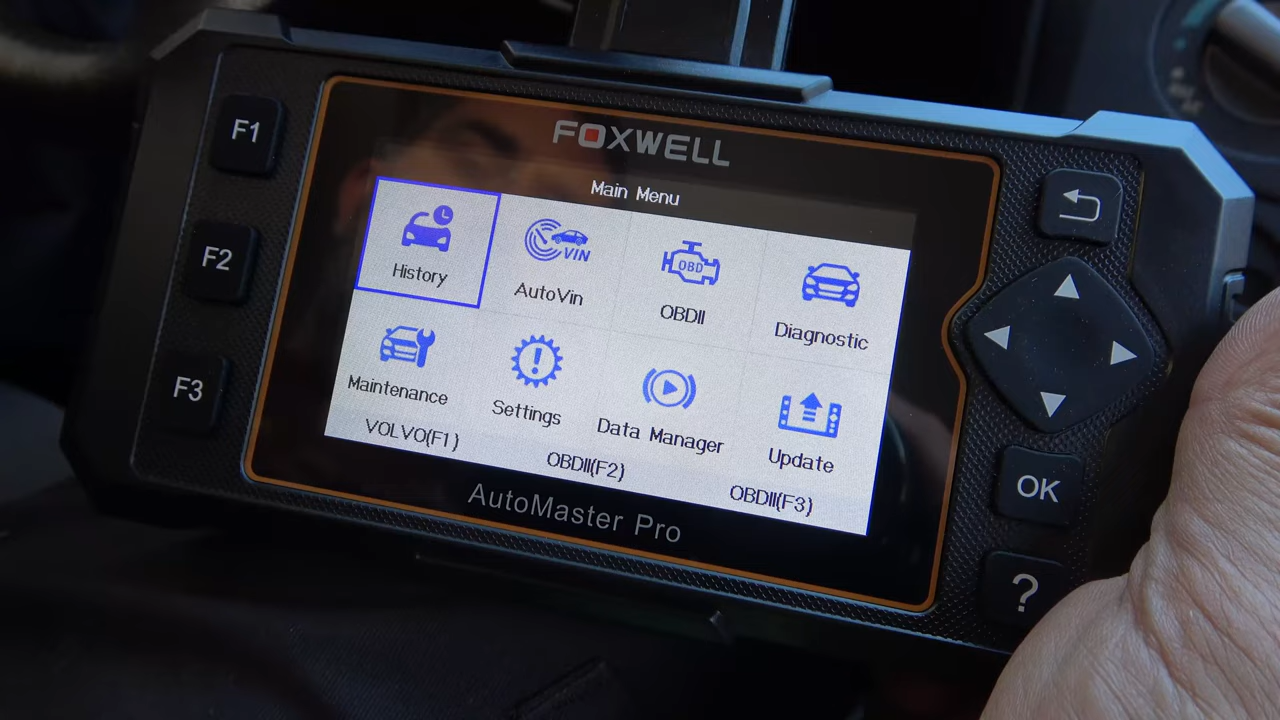 FOXWELL
Main Menu
F1
F2
F3
History
AutoVin
VIN
OBDII
OBD
Diagnostic
Maintenance
Settings
Data Manager
Update
VOLVO(F1)
OBDII(F2)
OBDII(F3)
AutoMaster Pro
OK
?